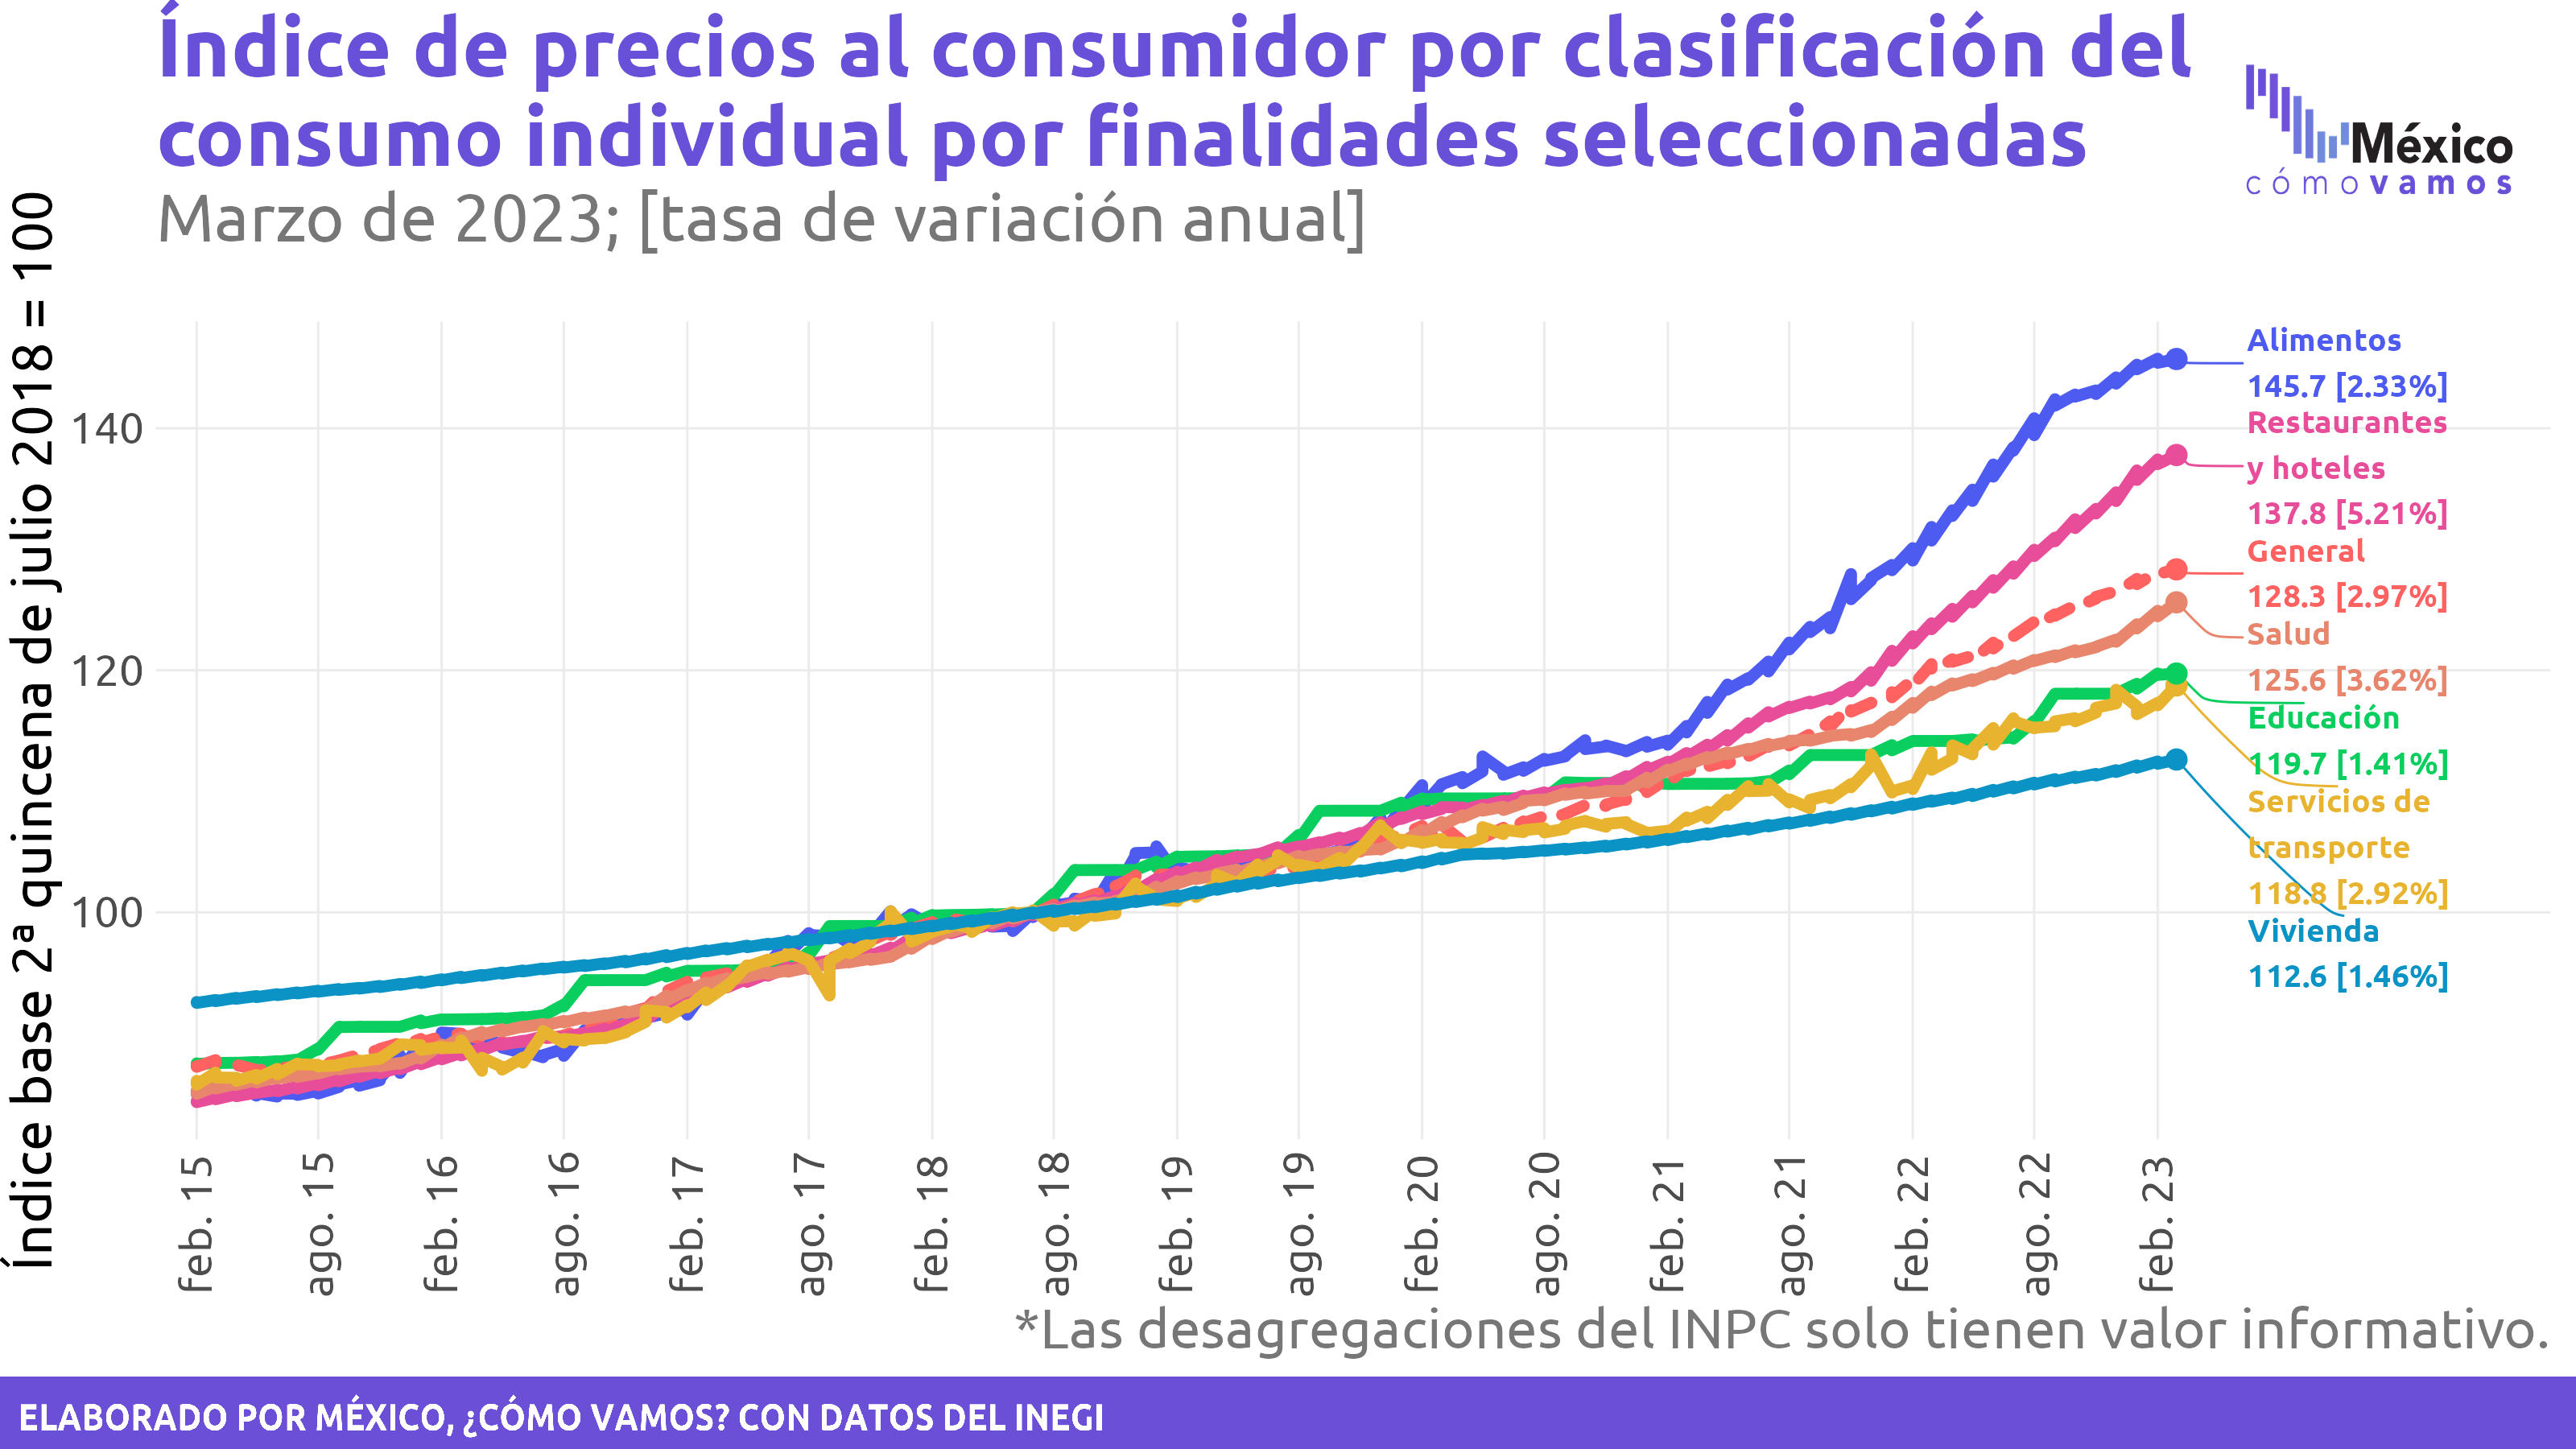 Índice de precios al consumidor por clasificación del
consumo individual por finalidades seleccionadas
Marzo de 2023; [tasa de variación anual]
México
cómo vamos
Índice base 2ª quincena de julio 2018 = 100
140
120
100
Alimentos
145.7 [2.33%]
Restaurantes
y hoteles
137.8 [5.21%]
General
128.3 [2.97%]
Salud
125.6 [3.62%]
Educación
119.7 [1.41%]
Servicios de
transporte
118.8 [2.92%]
Vivienda
112.6 [1.46%]
feb. 15
ago. 15
feb. 16
ago. 16
feb. 17
ago. 17
feb. 18
ago. 18
feb. 19
ago. 19
feb. 20
ago. 20
feb. 21
ago. 21
feb. 22
ago. 22
feb. 23
*Las desagregaciones del INPC solo tienen valor informativo.
ELABORADO POR MÉXICO, ¿CÓMO VAMOS? CON DATOS DEL INEGI